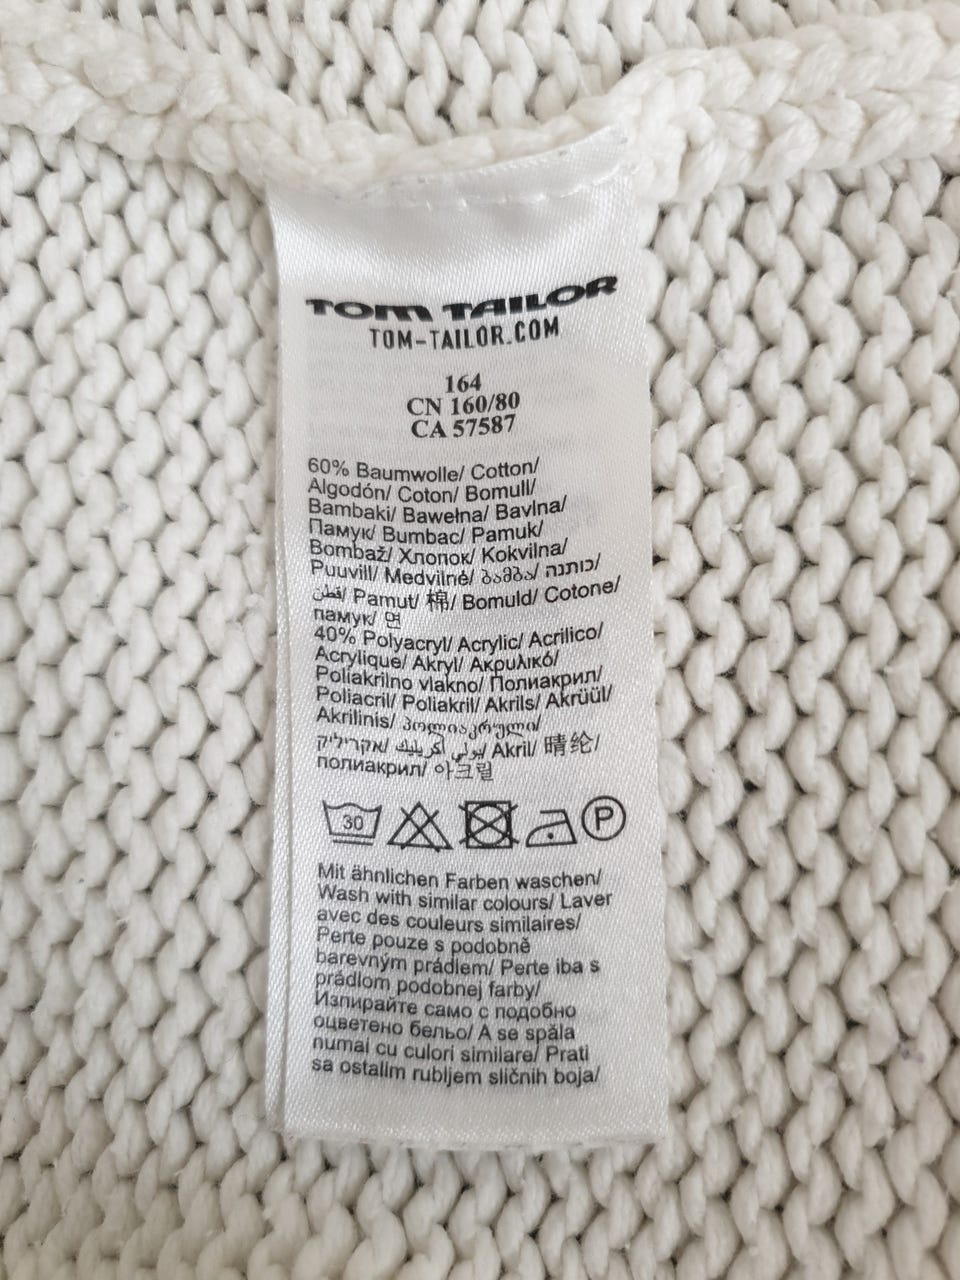 TOM TAILOR
TOM-TAILOR.COM
164
CN 160/80
CA 57587
60% Baumwolle/ Cotton/
Algodón/ Coton/ Bomull/
Bambaki/ Bawełna/ Bavlna/
Памук/ Bumbac/ Pamuk/
Bombaž/ Хлопок/ Kokvilna/
Puuvill/ Medvilnė/ ბამბა/ כותנה/
قطن/ Pamut/ 棉/ Bomuld/ Cotone/
памук/ 면
40% Polyacryl/ Acrylic/ Acrilico/
Acrylique/ Akryl/ Ακρυλικό/
Poliakrilno vlakno/ Полиакрил/
Poliacril/ Poliakril/ Akrils/ Akrüül/
Akrilinis/ პოლიაკრული/
אקריליק/ بولي أكريليك/ Akril/ 晴纶/
полиакрил/ 아크릴
30 P
Mit ähnlichen Farben waschen/
Wash with similar colours/ Laver
avec des couleurs similaires/
Perte pouze s podobně
barevným prádlem/ Perte iba s
prádlom podobnej farby/
Изпирайте само с подобно
оцветено бельо/ A se spăla
numai cu culori similare/ Prati
sa ostalim rubljem sličnih boja/